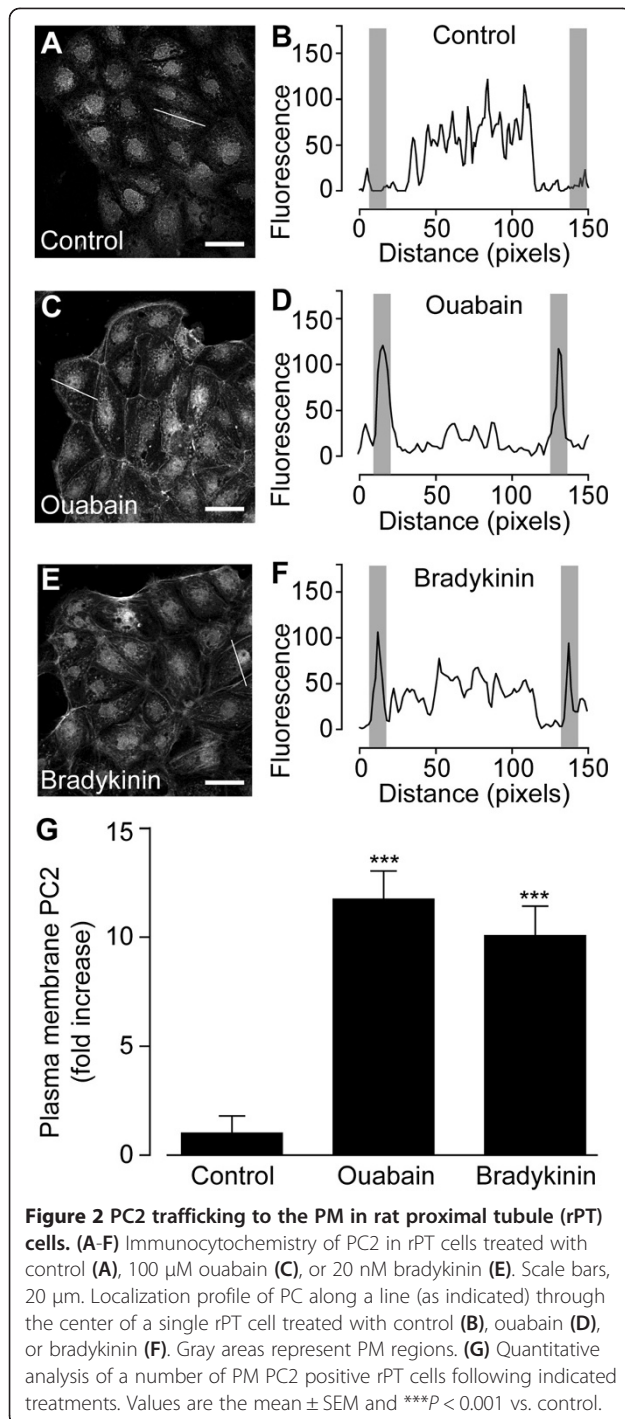 A
Control
B
Control
Fluorescence
150
100
50
0
0 50 100 150
Distance (pixels)
C
Ouabain
D
Ouabain
Fluorescence
150
100
50
0
0 50 100 150
Distance (pixels)
E
Bradykinin
F
Bradykinin
Fluorescence
150
100
50
0
0 50 100 150
Distance (pixels)
G
Plasma membrane PC2
(fold increase)
15
10
5
0
***
***
Control Ouabain Bradykinin
Figure 2 PC2 trafficking to the PM in rat proximal tubule (rPT)
cells. (A-F) Immunocytochemistry of PC2 in rPT cells treated with
control (A), 100 μM ouabain (C), or 20 nM bradykinin (E). Scale bars,
20 μm. Localization profile of PC along a line (as indicated) through
the center of a single rPT cell treated with control (B), ouabain (D),
or bradykinin (F). Gray areas represent PM regions. (G) Quantitative
analysis of a number of PM PC2 positive rPT cells following indicated
treatments. Values are the mean ± SEM and ***P < 0.001 vs. control.